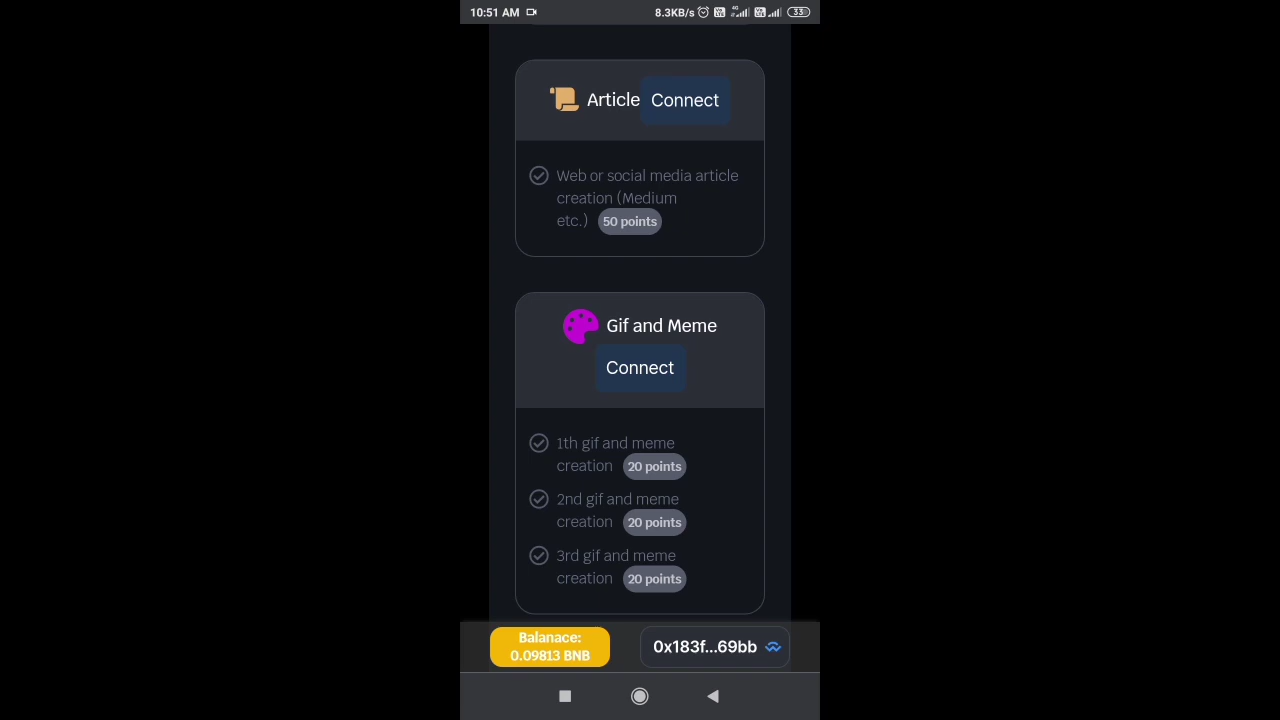 10:51 AM 8.3KB/s 4G 33
Article Connect
Web or social media article
creation (Medium
etc.) 50 points
Gif and Meme
Connect
1th gif and meme
creation 20 points
2nd gif and meme
creation 20 points
3rd gif and meme
creation 20 points
Balanace:
0.09813 BNB
0x183f...69bb